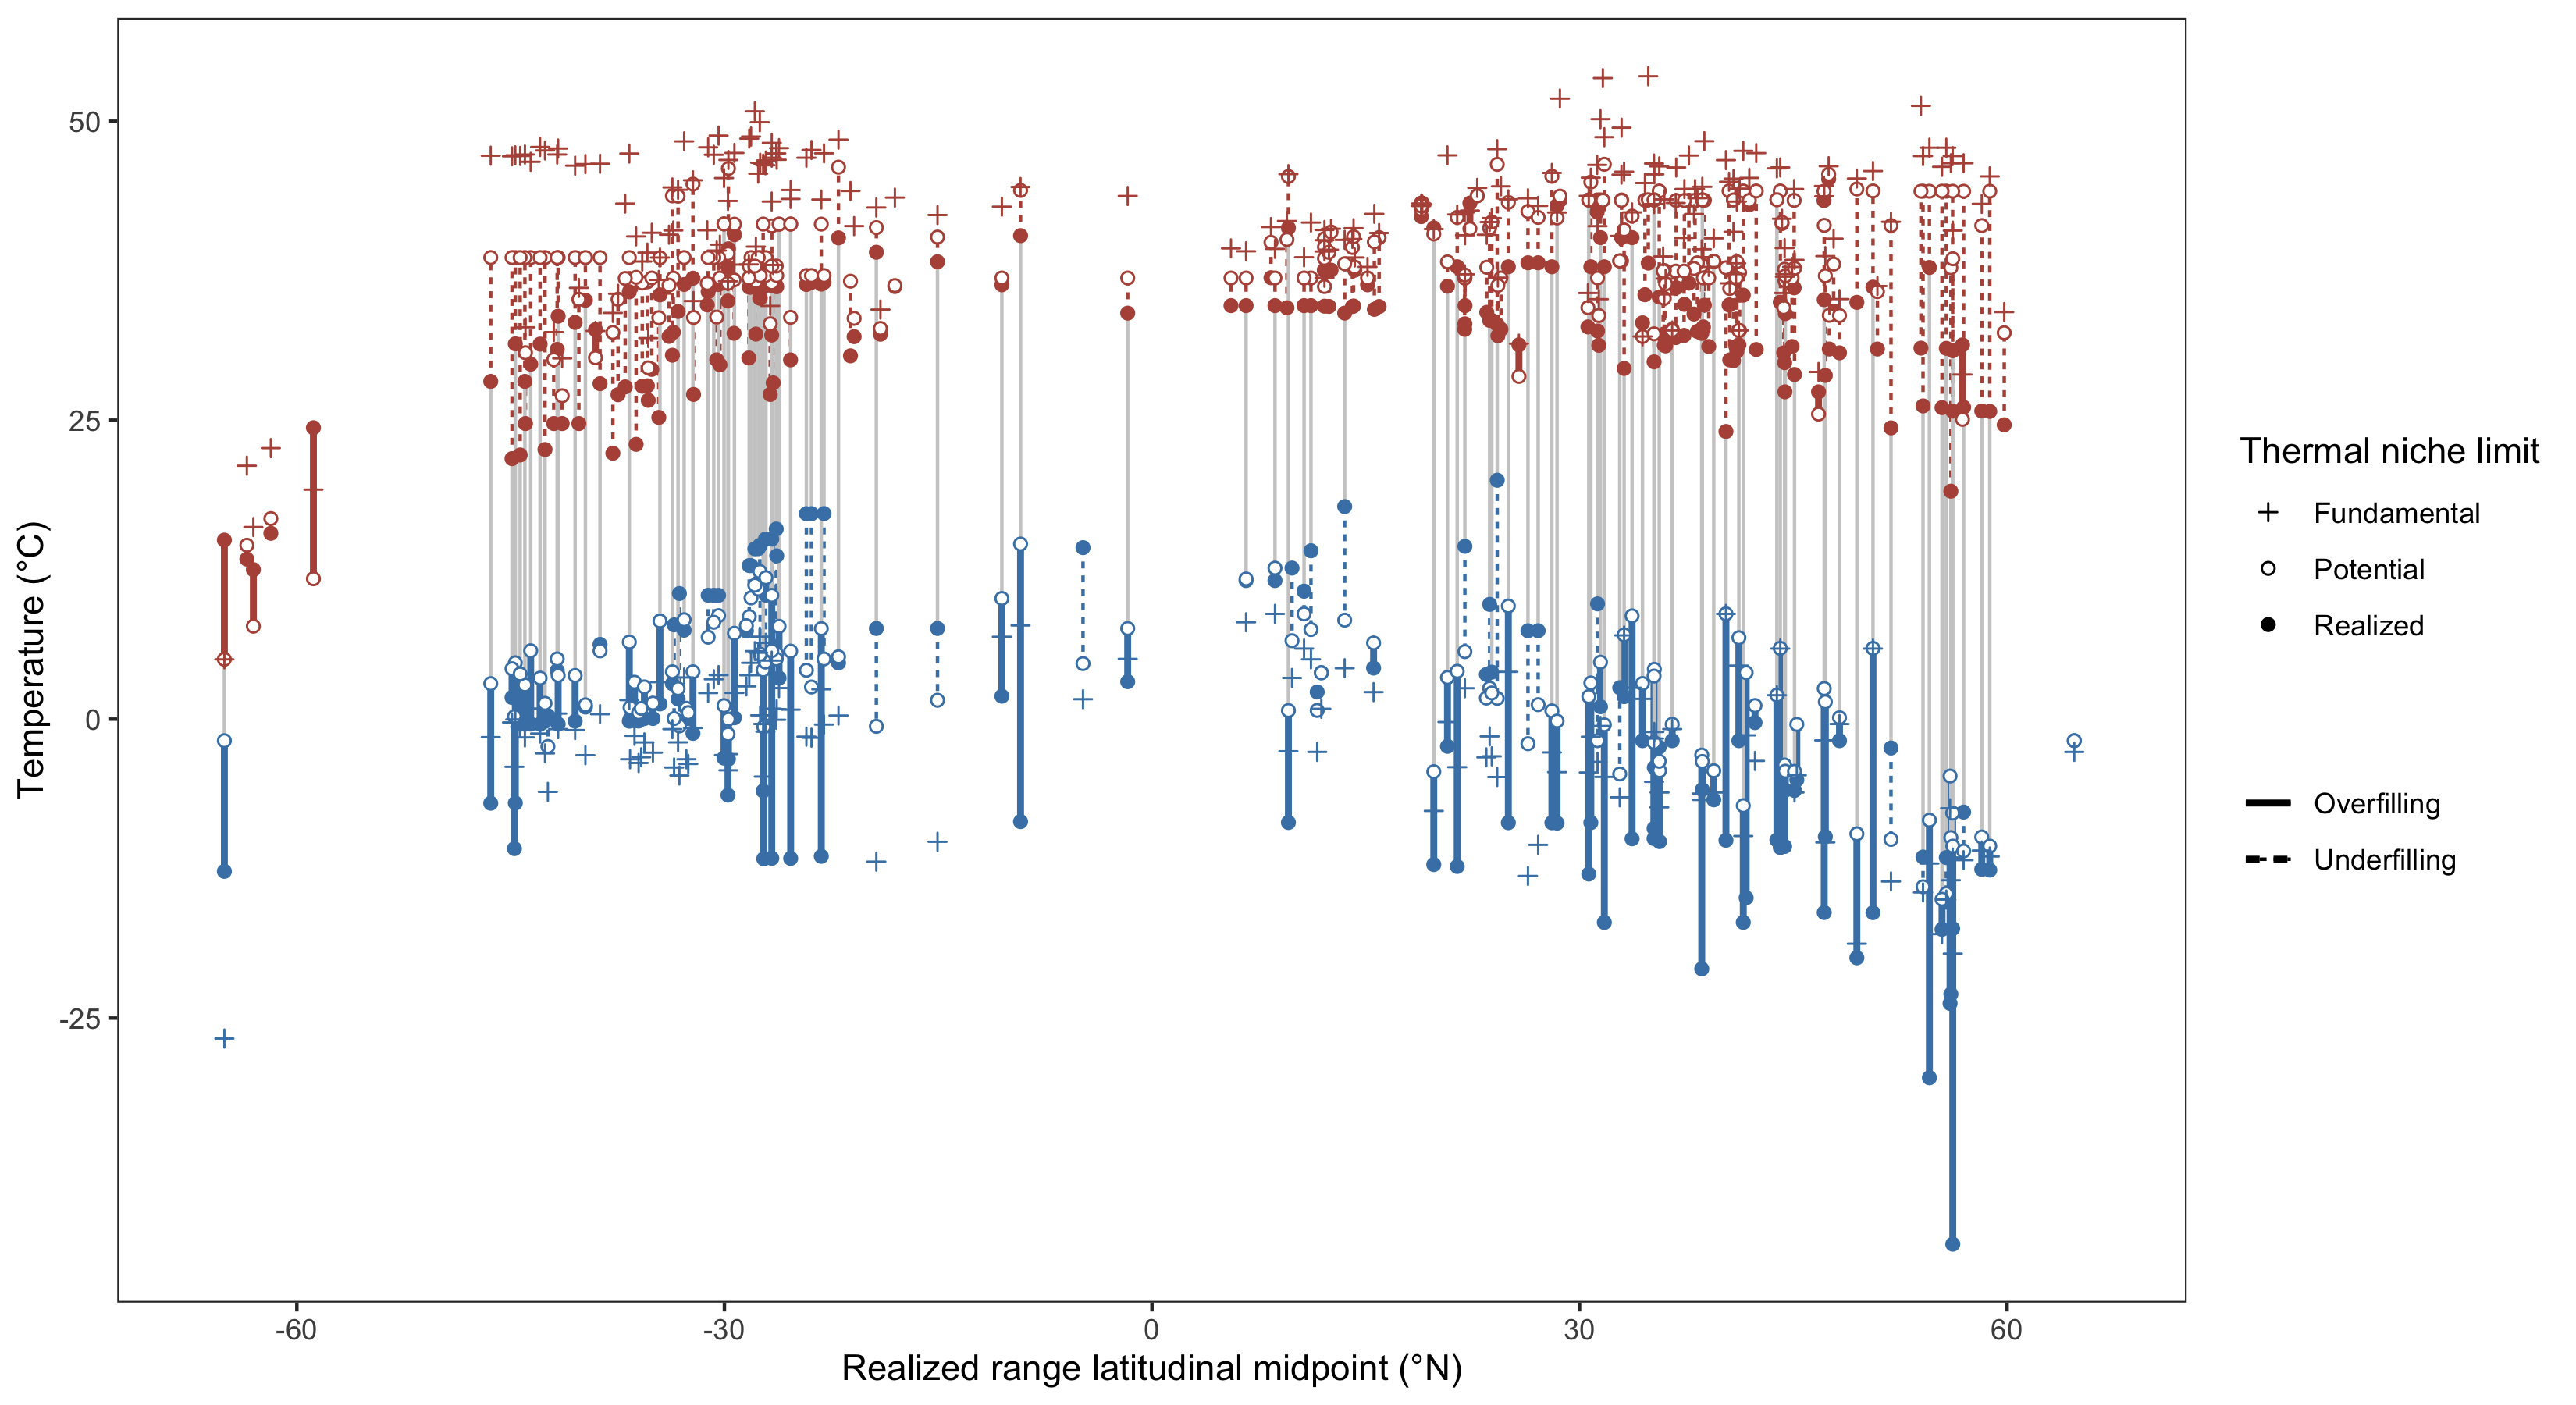 50
25
0
-25
Temperature (°C)
-60
-30
0
30
60
Realized range latitudinal midpoint (°N)
Thermal niche limit
Fundamental
Potential
Realized
Overfilling
Underfilling